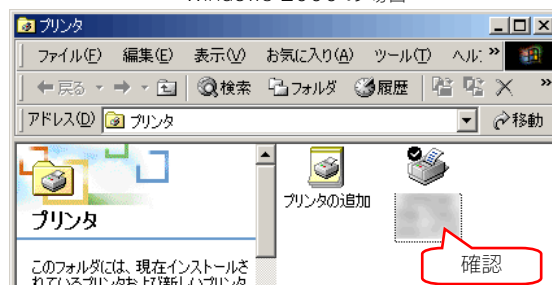 プリンタ
ファイル(F) 編集(E) 表示(V) お気に入り(A) ツール(T) ヘル: »
戻る 検索 フォルダ 履歴 »
アドレス(D) プリンタ 移動
プリンタ
プリンタの追加
確認
このフォルダには、現在インストールさ